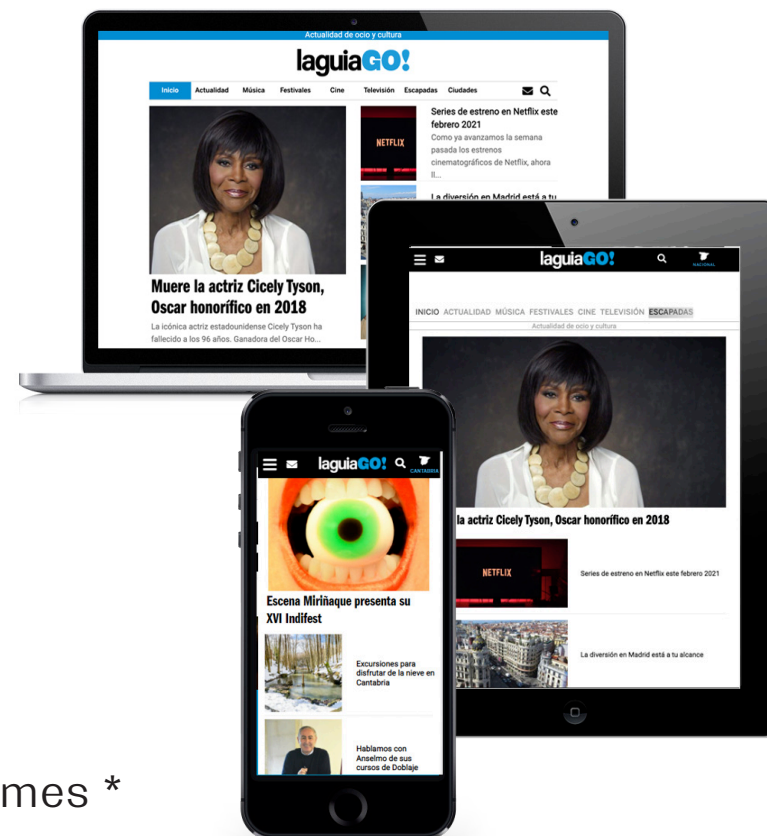 Actualidad de ocio y cultura
laguiaGO!
Inicio Actualidad Música Festivales Cine Televisión Escapadas Ciudades
NETFLIX
Series de estreno en Netflix este
febrero 2021
Como ya avanzamos la semana
pasada los estrenos
cinematográficos de Netflix, ahora
ll...
La diversión en Madrid está a tu
Muere la actriz Cicely Tyson,
Oscar honorífico en 2018
La icónica actriz estadounidense Cicely Tyson ha
fallecido a los 96 años. Ganadora del Oscar Ho...
laguiaGO!
NACIONAL
INICIO ACTUALIDAD MÚSICA FESTIVALES CINE TELEVISIÓN ESCAPADAS
Actualidad de ocio y cultura
la actriz Cicely Tyson, Oscar honorífico en 2018
NETFLIX
Series de estreno en Netflix este febrero 2021
La diversión en Madrid está a tu alcance
laguiaGO!
CANTABRIA
Escena Miriñaque presenta su
XVI Indifest
Excursiones para
disfrutar de la nieve en
Cantabria
Hablamos con
Anselmo de sus
cursos de Doblaje
mes *